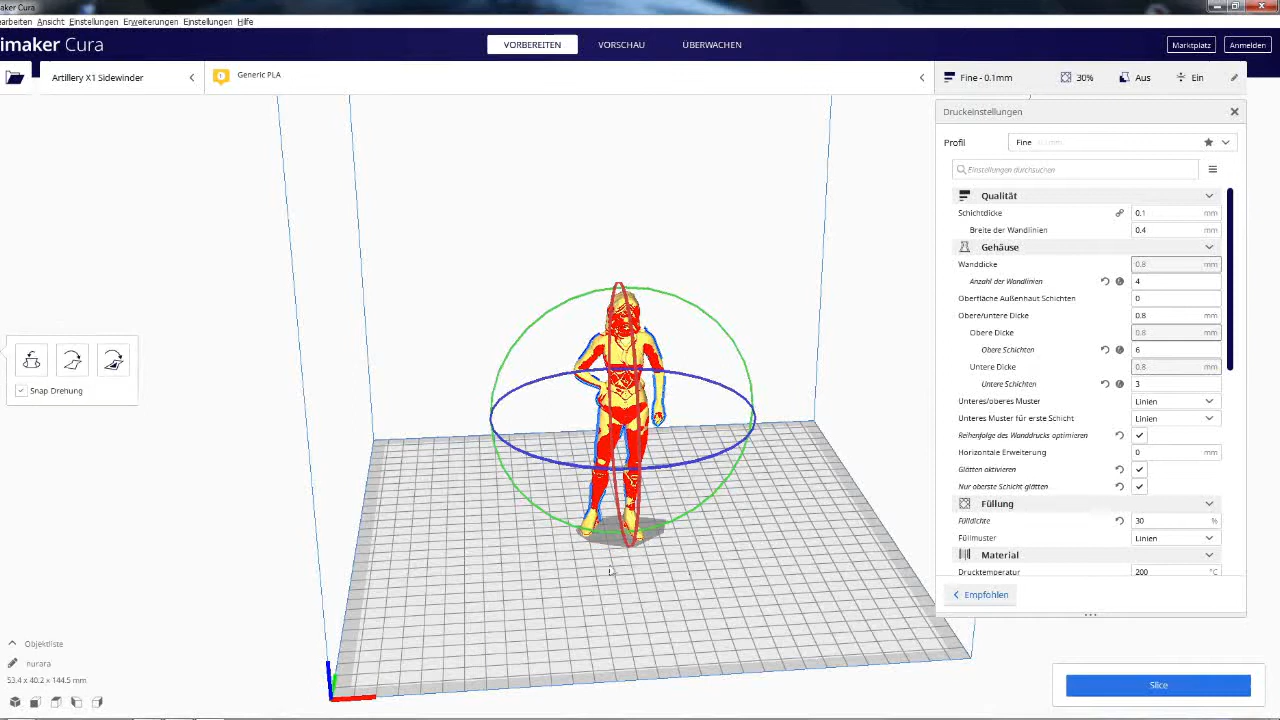 aker Cura
arbeiten Ansicht Einstellungen Erweiterungen Einstellungen Hilfe
imaker Cura
VORBEREITEN VORSCHAU ÜBERWACHEN
Marktplatz Anmelden
Artillery X1 Sidewinder
Generic PLA
Fine - 0.1mm 30% Aus Ein
Druckeinstellungen
Profil Fine
Einstellungen durchsuchen
Qualität
Schichtdicke 0.1 mm
Breite der Wandlinien 0.4 mm
Gehäuse
Wanddicke 0.8 mm
Anzahl der Wandlinien 4
Oberfläche Außenhaut Schichten 0
Obere/untere Dicke 0.8 mm
Obere Dicke 0.8 mm
Obere Schichten 6
Untere Dicke 0.8 mm
Untere Schichten 3
Unteres/oberes Muster Linien
Unteres Muster für erste Schicht Linien
Reihenfolge des Wanddrucks optimieren
Horizontale Erweiterung 0 mm
Glätten aktivieren
Nur oberste Schicht glätten
Füllung
Fülldichte 30 %
Füllmuster Linien
Material
Drucktemperatur 200 °C
Empfohlen
Snap Drehung
Objektliste
nurara
53.4 x 40.2 x 144.5 mm
Slice